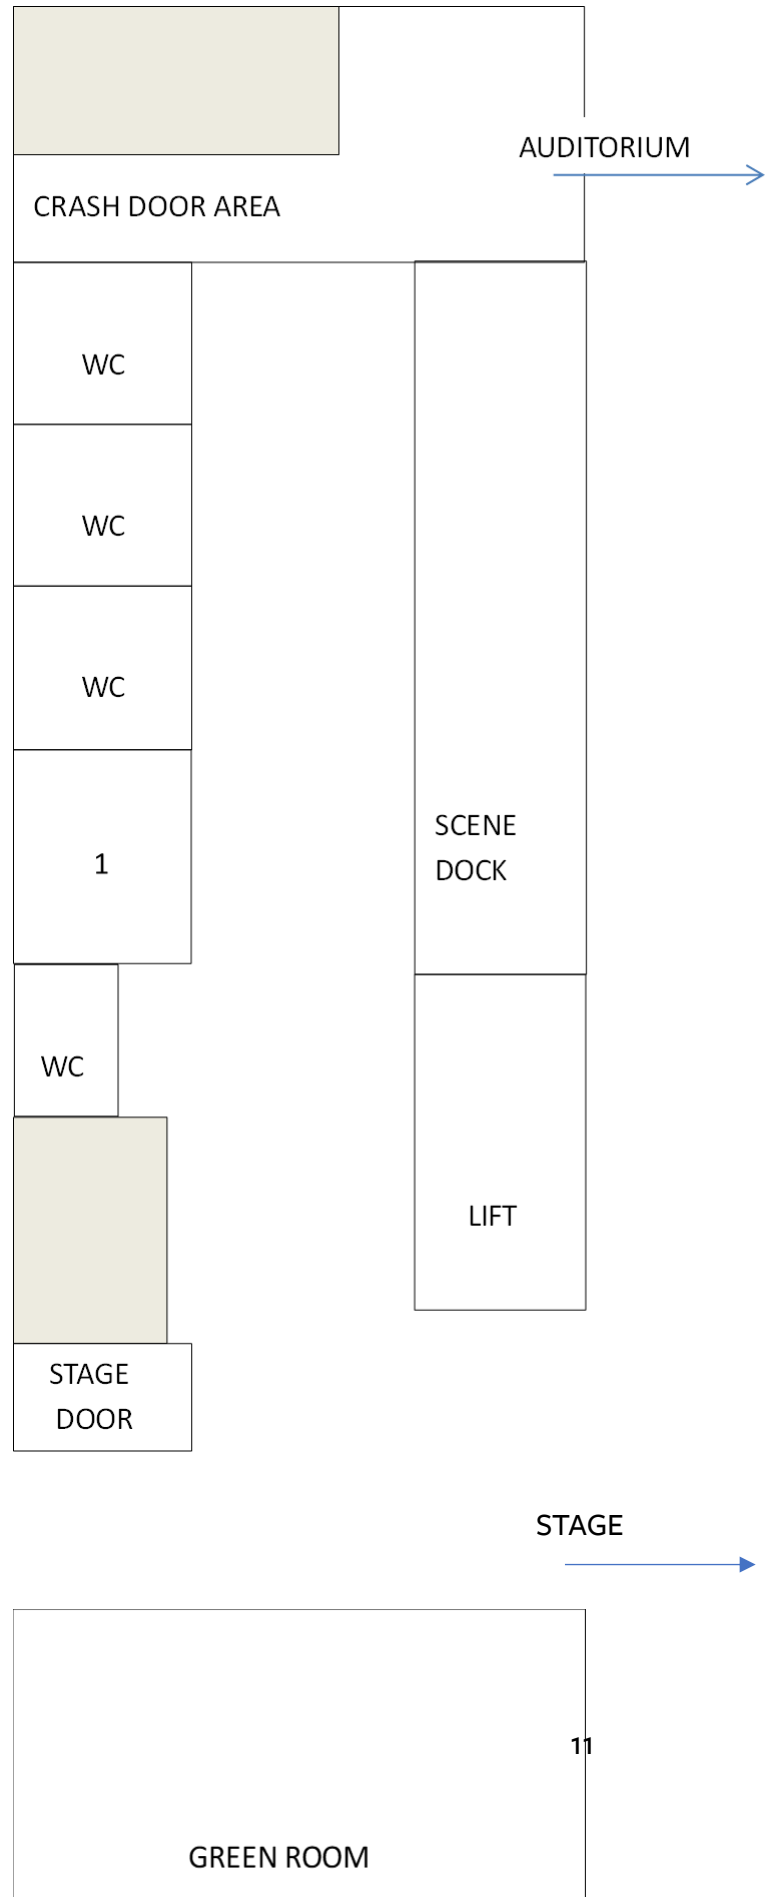 AUDITORIUM
CRASH DOOR AREA
WC
WC
WC
SCENE
DOCK
1
WC
LIFT
STAGE
DOOR
STAGE
11
GREEN ROOM